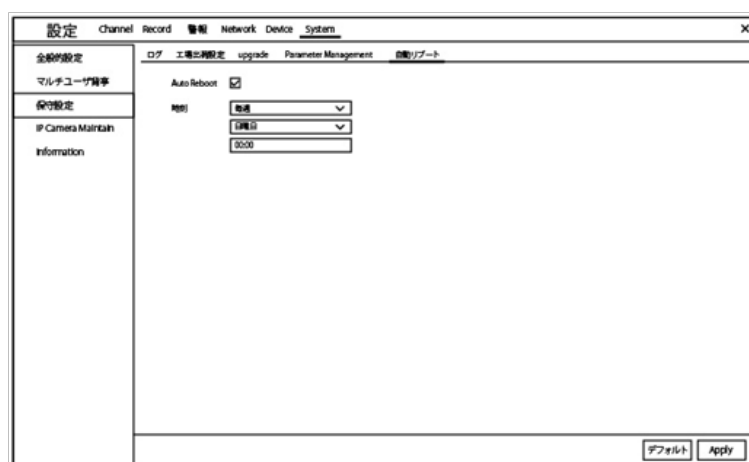 設定 Channel Record 警報 Network Device System ×
全般的設定
マルチユーザ
保守設定
IP Camera Maintain
Information
ログ 工場出荷設定 upgrade Parameter Management 自動リブート
Auto Reboot
時刻 毎週
日曜日
00:00
デフォルト Apply